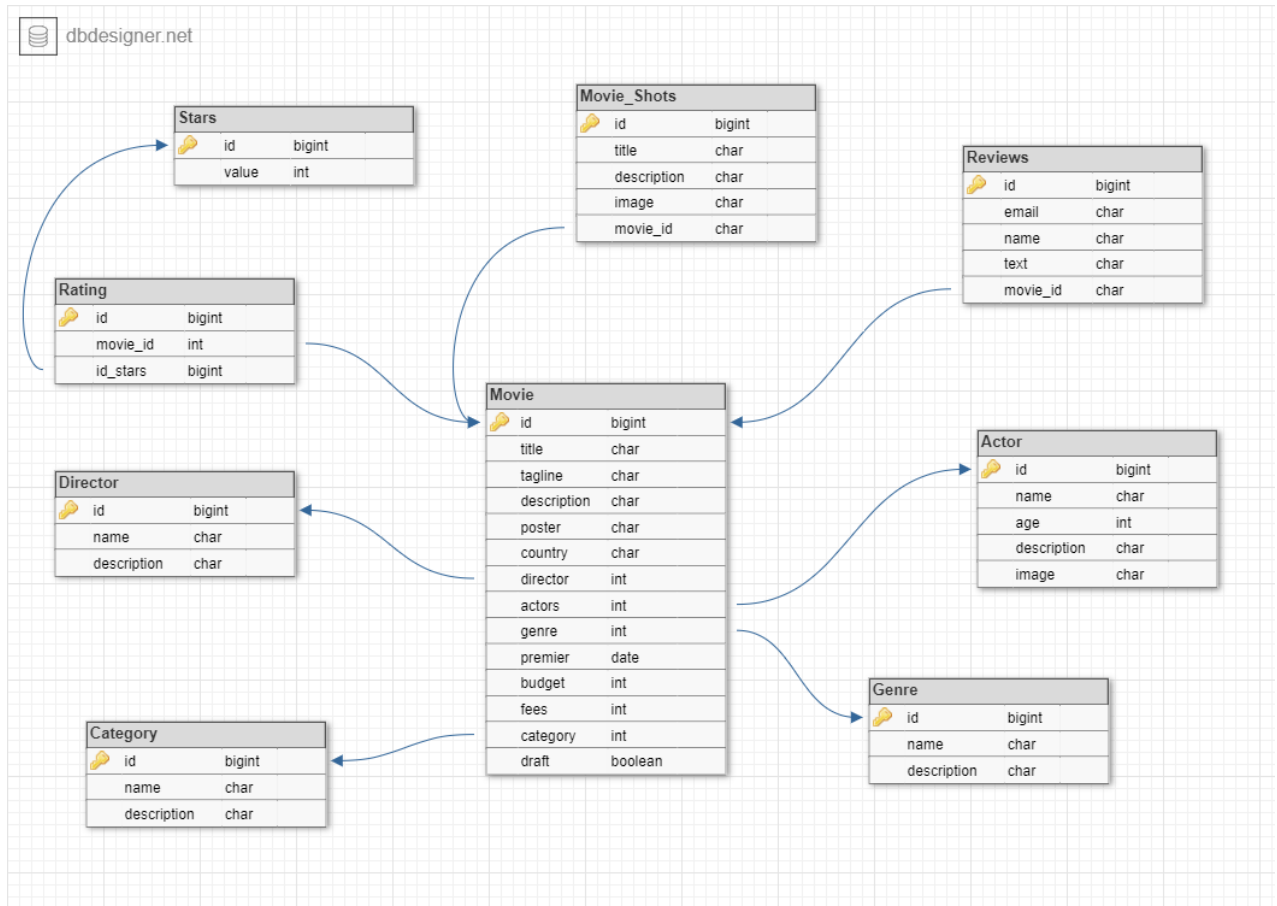 dbdesigner.net
Stars
id bigint
value int
Movie_Shots
id bigint
title char
description char
image char
movie_id char
Reviews
id bigint
email char
name char
text char
movie_id char
Rating
id bigint
movie_id int
id_stars bigint
Movie
id bigint
title char
tagline char
description char
poster char
country char
director int
actors int
genre int
premier date
budget int
fees int
category int
draft boolean
Director
id bigint
name char
description char
Actor
id bigint
name char
age int
description char
image char
Genre
id bigint
name char
description char
Category
id bigint
name char
description char